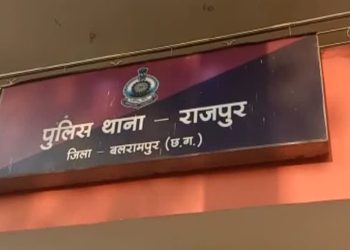 पुलिस थाना – राजपुर
जिला – बलरामपुर (छ.ग.)